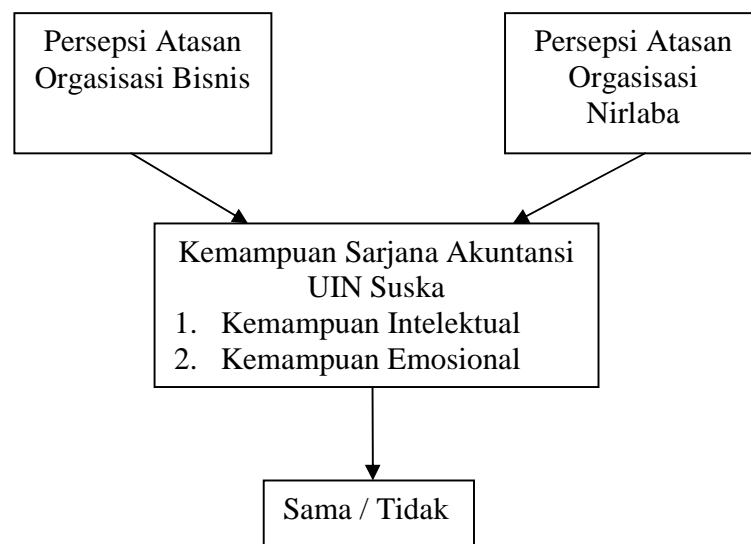 Persepsi Atasan
Orgasisasi Bisnis
Persepsi Atasan
Orgasisasi
Nirlaba
Kemampuan Sarjana Akuntansi
UIN Suska
1. Kemampuan Intelektual
2. Kemampuan Emosional
Sama / Tidak